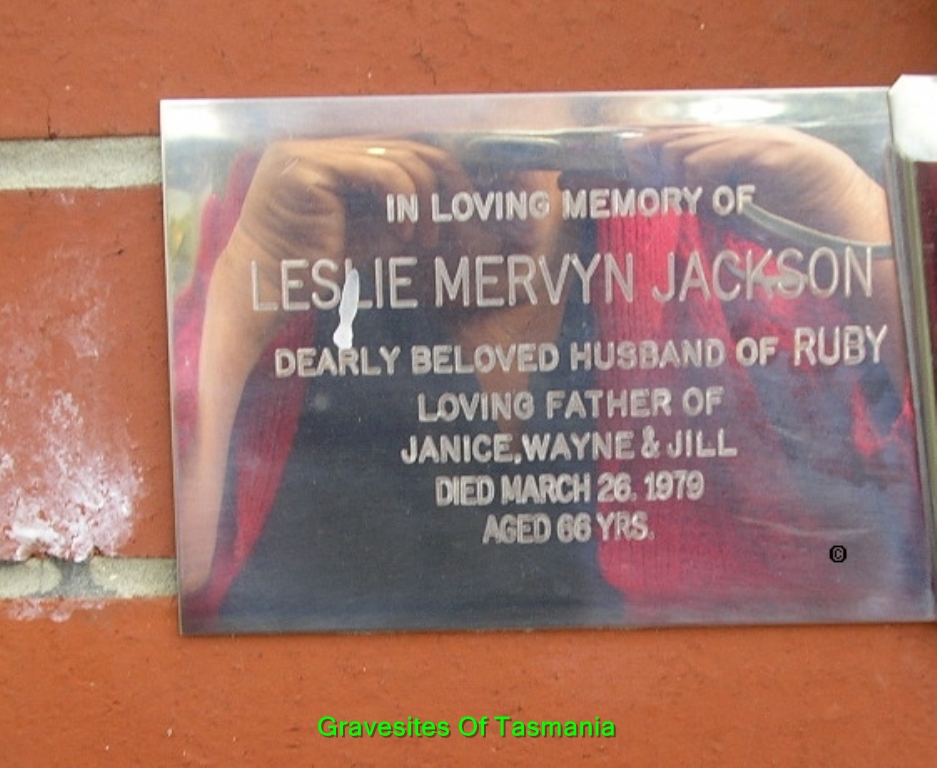 IN LOVING MEMORY OF
LESLIE MERVYN JACKSON
DEARLY BELOVED HUSBAND OF RUBY
LOVING FATHER OF
JANICE, WAYNE & JILL
DIED MARCH 26. 1979
AGED 66 YRS.
©
Gravesites Of Tasmania